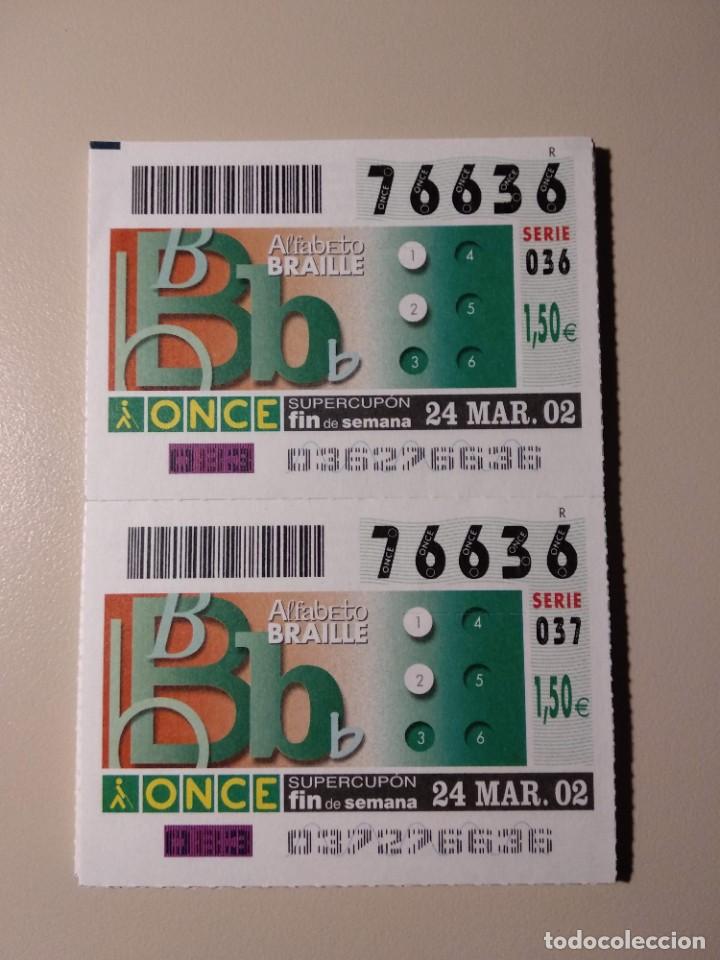 R
76636
ONCE ONCE ONCE ONCE
Alfabeto
BRAILLE
1 4
2 5
3 6
SERIE
036
1,50€
ONCE
SUPERCUPÓN
fin de semana
24 MAR. 02
036276636
R
76636
ONCE ONCE ONCE ONCE
Alfabeto
BRAILLE
1 4
2 5
3 6
SERIE
037
1,50€
ONCE
SUPERCUPÓN
fin de semana
24 MAR. 02
037276636
todocoleccion